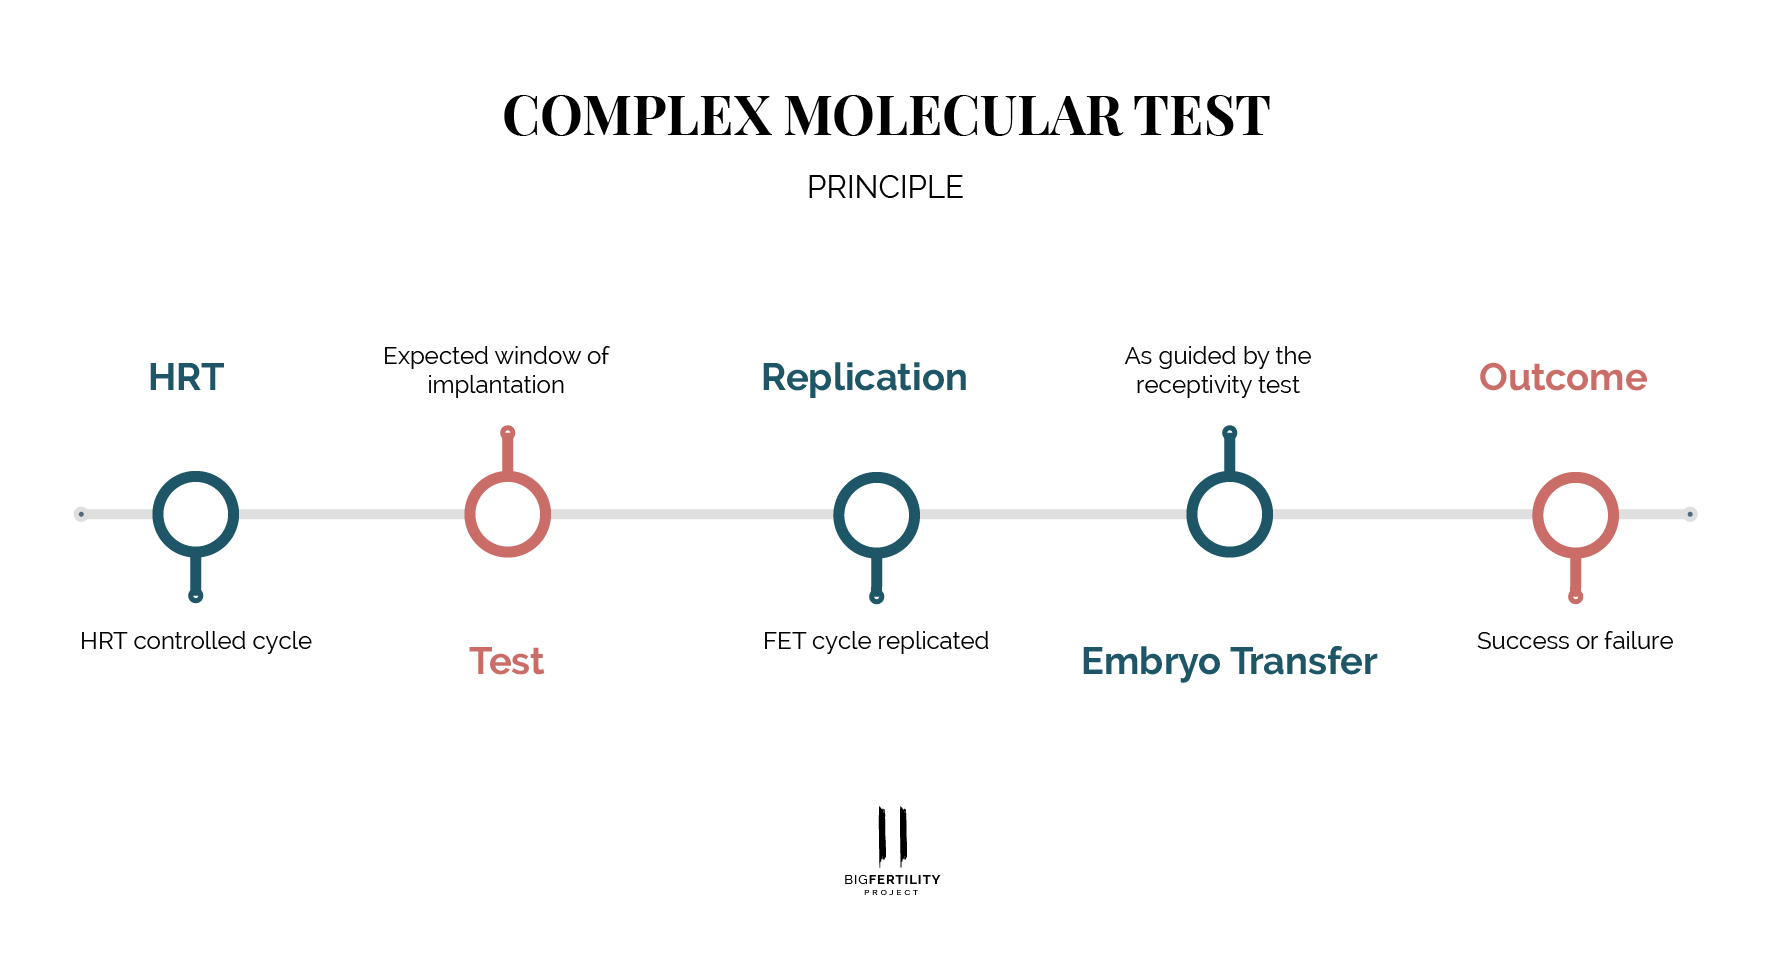 COMPLEX MOLECULAR TEST
PRINCIPLE
HRT
HRT controlled cycle
Expected window of
implantation
Test
Replication
FET cycle replicated
As guided by the
receptivity test
Embryo Transfer
Outcome
Success or failure
BIGFERTILITY
PROJECT